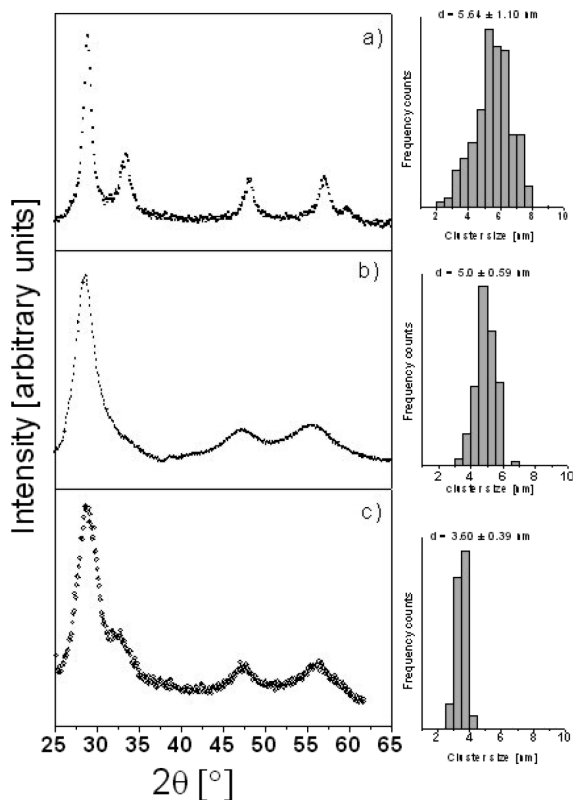 Intensity [arbitrary units]
a)
b)
c)
25 30 35 40 45 50 55 60 65
2θ [°]
d = 5.64 ± 1.10 nm
Frequency counts
2 4 6 8 10
Cluster size [nm]
d = 5.0 ± 0.59 nm
Frequency counts
2 4 6 8 10
Cluster size [nm]
d = 3.60 ± 0.39 nm
Frequency counts
2 4 6 8 10
Cluster size [nm]